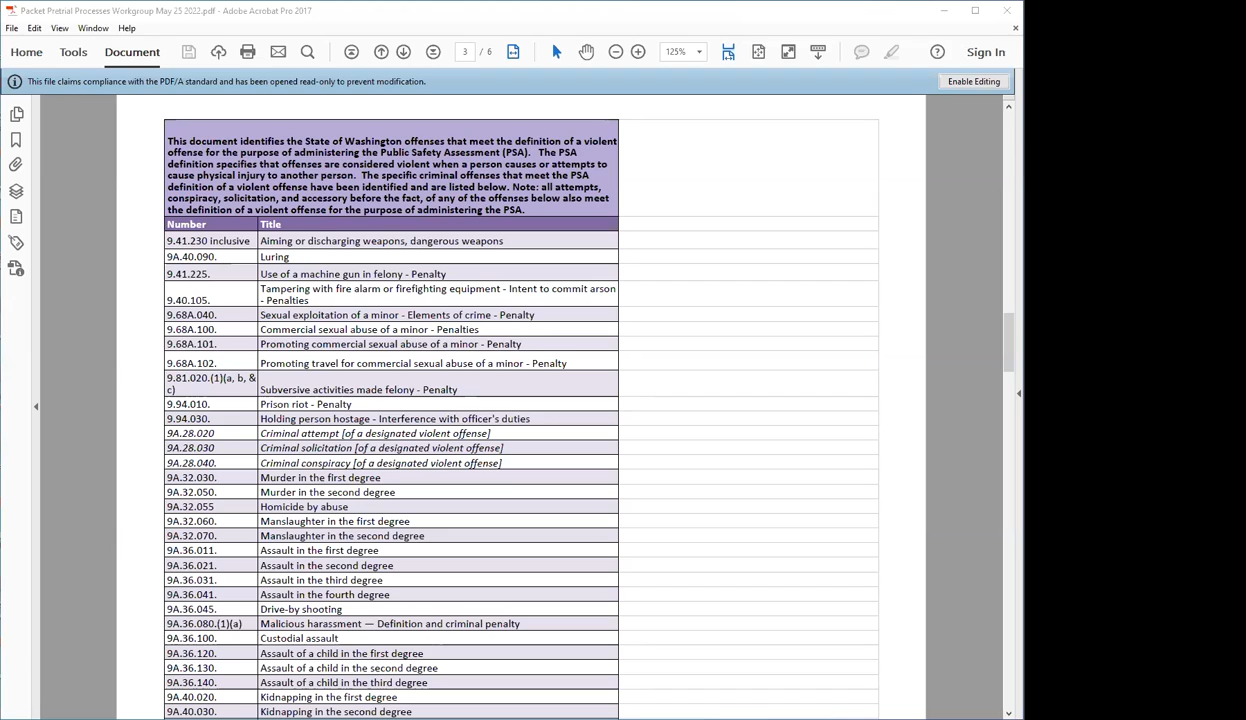 Packet Pretrial Processes Workgroup May 25 2022.pdf - Adobe Acrobat Pro 2017
File Edit View Window Help
Home Tools Document 3 / 6 125% Sign In
This file claims compliance with the PDF/A standard and has been opened read-only to prevent modification. Enable Editing
This document identifies the State of Washington offenses that meet the definition of a violent
offense for the purpose of administering the Public Safety Assessment (PSA). The PSA
definition specifies that offenses are considered violent when a person causes or attempts to
cause physical injury to another person. The specific criminal offenses that meet the PSA
definition of a violent offense have been identified and are listed below. Note: all attempts,
conspiracy, solicitation, and accessory before the fact, of any of the offenses below also meet
the definition of a violent offense for the purpose of administering the PSA.
Number Title
9.41.230 inclusive Aiming or discharging weapons, dangerous weapons
9A.40.090. Luring
9.41.225. Use of a machine gun in felony - Penalty
Tampering with fire alarm or firefighting equipment - Intent to commit arson
9.40.105. - Penalties
9.68A.040. Sexual exploitation of a minor - Elements of crime - Penalty
9.68A.100. Commercial sexual abuse of a minor - Penalties
9.68A.101. Promoting commercial sexual abuse of a minor - Penalty
9.68A.102. Promoting travel for commercial sexual abuse of a minor - Penalty
9.81.020.(1)(a, b, &
c) Subversive activities made felony - Penalty
9.94.010. Prison riot - Penalty
9.94.030. Holding person hostage - Interference with officer's duties
9A.28.020 Criminal attempt [of a designated violent offense]
9A.28.030 Criminal solicitation [of a designated violent offense]
9A.28.040. Criminal conspiracy [of a designated violent offense]
9A.32.030. Murder in the first degree
9A.32.050. Murder in the second degree
9A.32.055 Homicide by abuse
9A.32.060. Manslaughter in the first degree
9A.32.070. Manslaughter in the second degree
9A.36.011. Assault in the first degree
9A.36.021. Assault in the second degree
9A.36.031. Assault in the third degree
9A.36.041. Assault in the fourth degree
9A.36.045. Drive-by shooting
9A.36.080.(1)(a) Malicious harassment — Definition and criminal penalty
9A.36.100. Custodial assault
9A.36.120. Assault of a child in the first degree
9A.36.130. Assault of a child in the second degree
9A.36.140. Assault of a child in the third degree
9A.40.020. Kidnapping in the first degree
9A.40.030. Kidnapping in the second degree